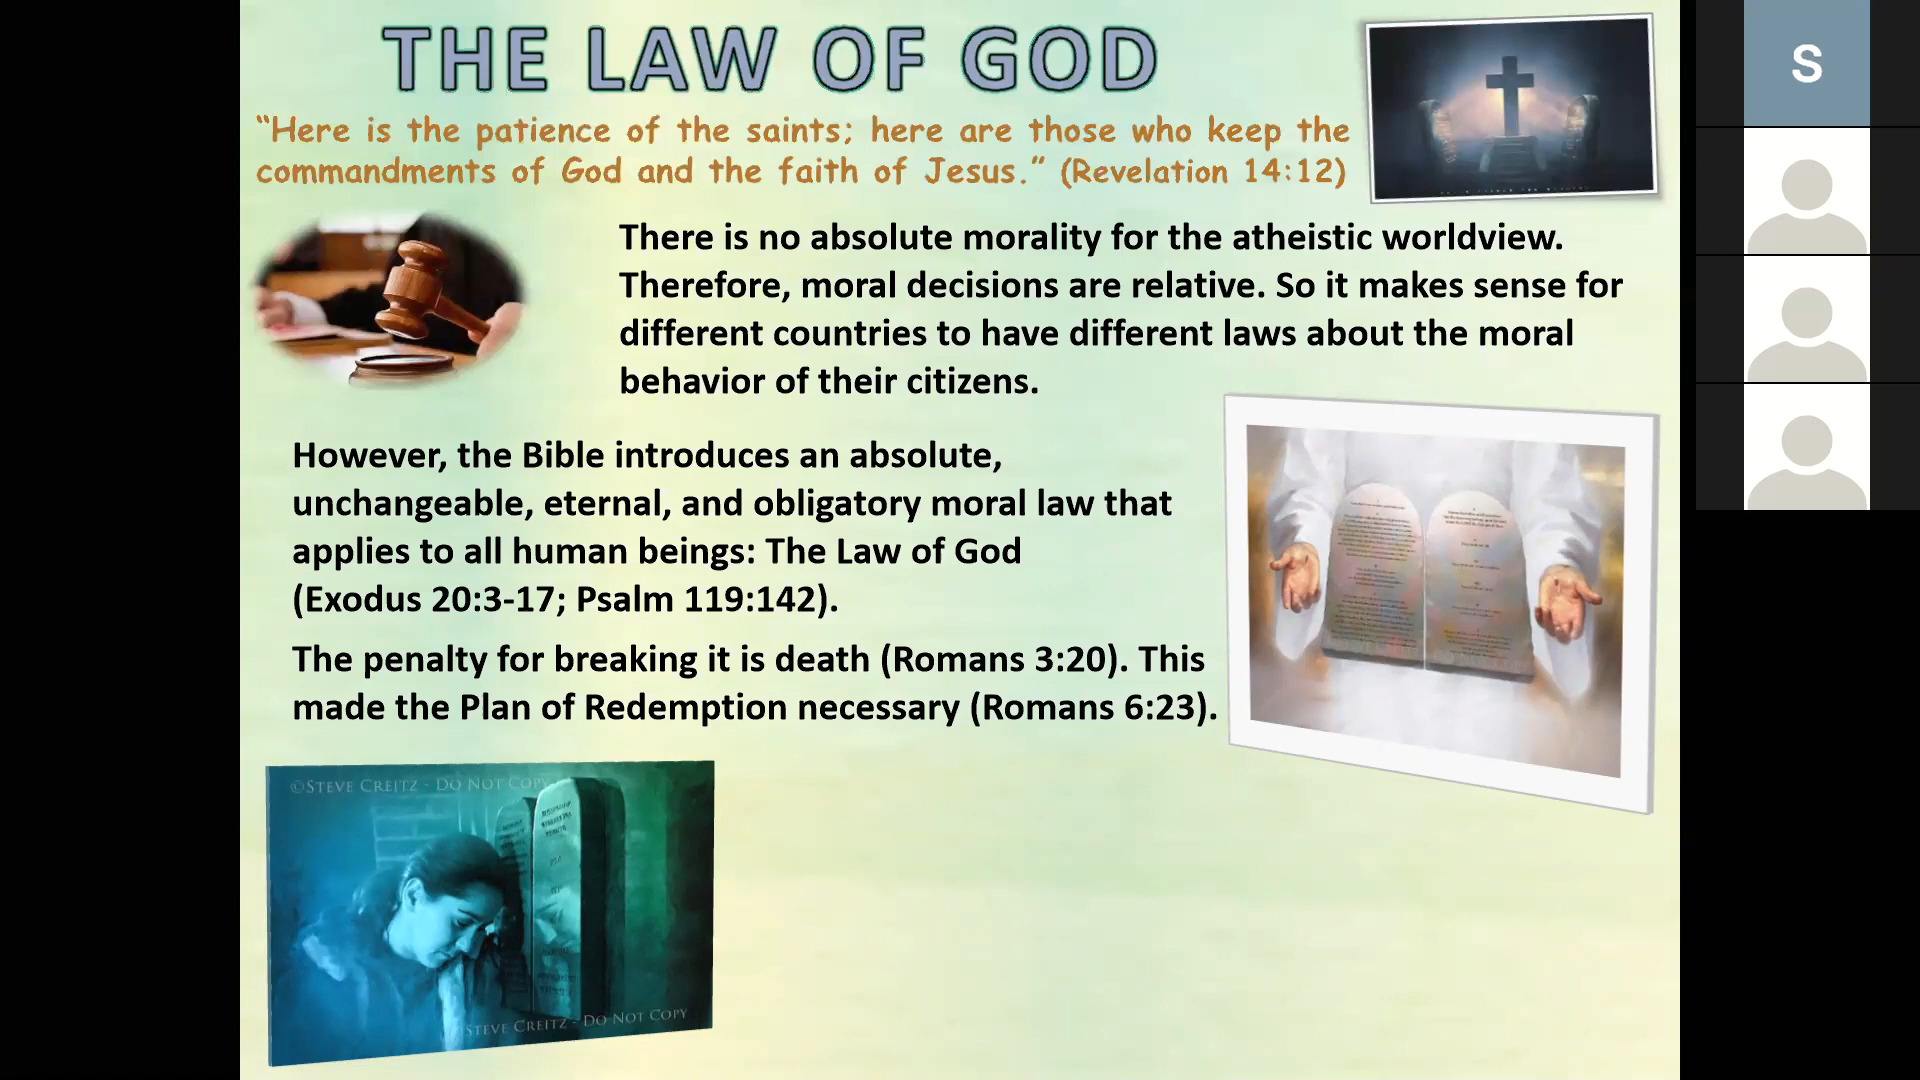 THE LAW OF GOD
“Here is the patience of the saints; here are those who keep the
commandments of God and the faith of Jesus.” (Revelation 14:12)
There is no absolute morality for the atheistic worldview.
Therefore, moral decisions are relative. So it makes sense for
different countries to have different laws about the moral
behavior of their citizens.
However, the Bible introduces an absolute,
unchangeable, eternal, and obligatory moral law that
applies to all human beings: The Law of God
(Exodus 20:3-17; Psalm 119:142).
The penalty for breaking it is death (Romans 3:20). This
made the Plan of Redemption necessary (Romans 6:23).
©STEVE CREITZ - DO NOT COPY
STEVE CREITZ - DO NOT COPY
S